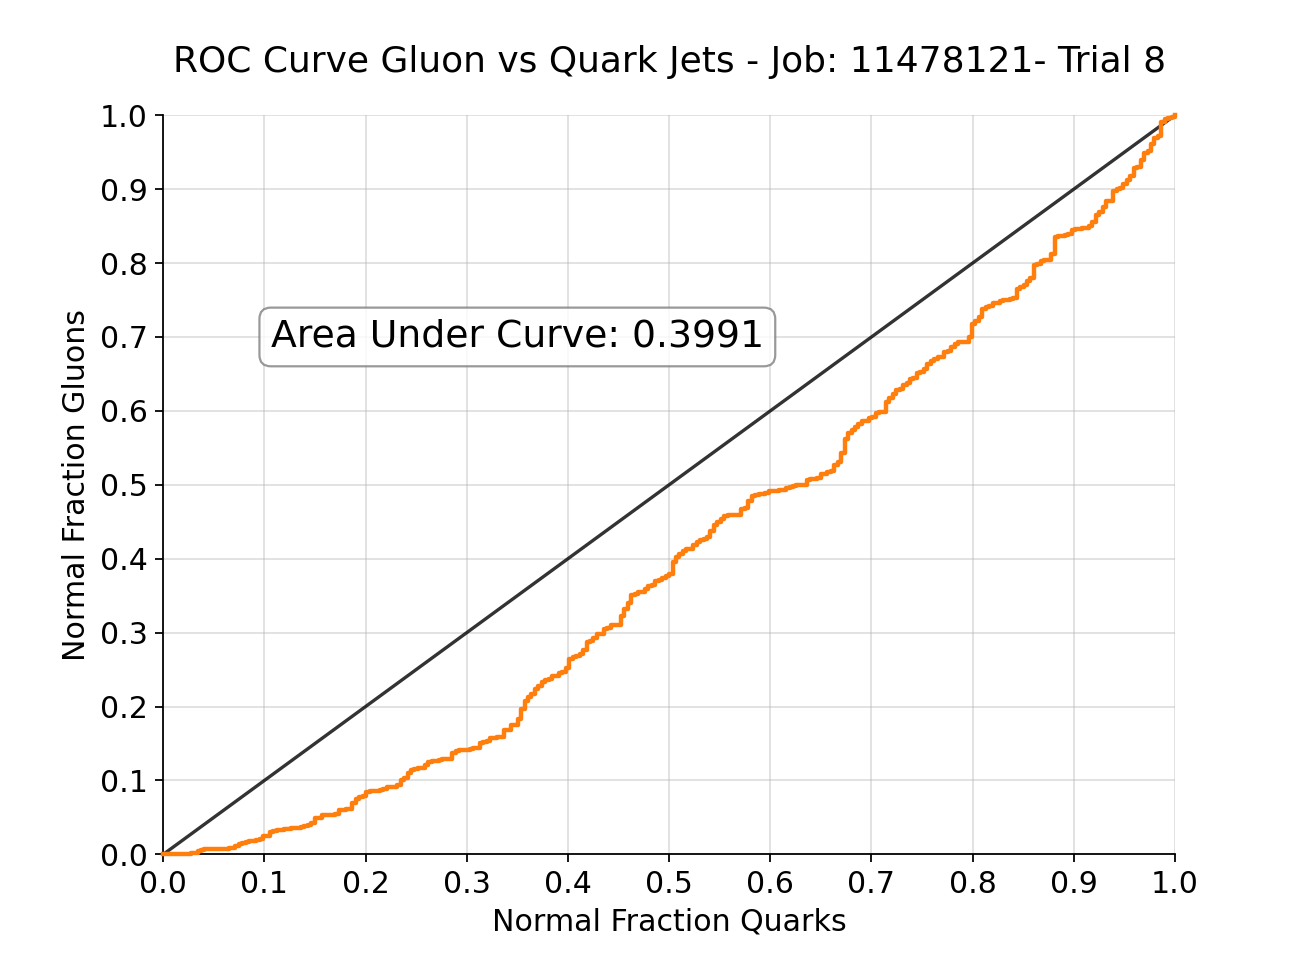 ROC Curve Gluon vs Quark Jets - Job: 11478121- Trial 8
1.0
0.9
0.8
0.7
0.6
0.5
0.4
0.3
0.2
0.1
0.0
Normal Fraction Gluons
Area Under Curve: 0.3991
0.0 0.1 0.2 0.3 0.4 0.5 0.6 0.7 0.8 0.9 1.0
Normal Fraction Quarks